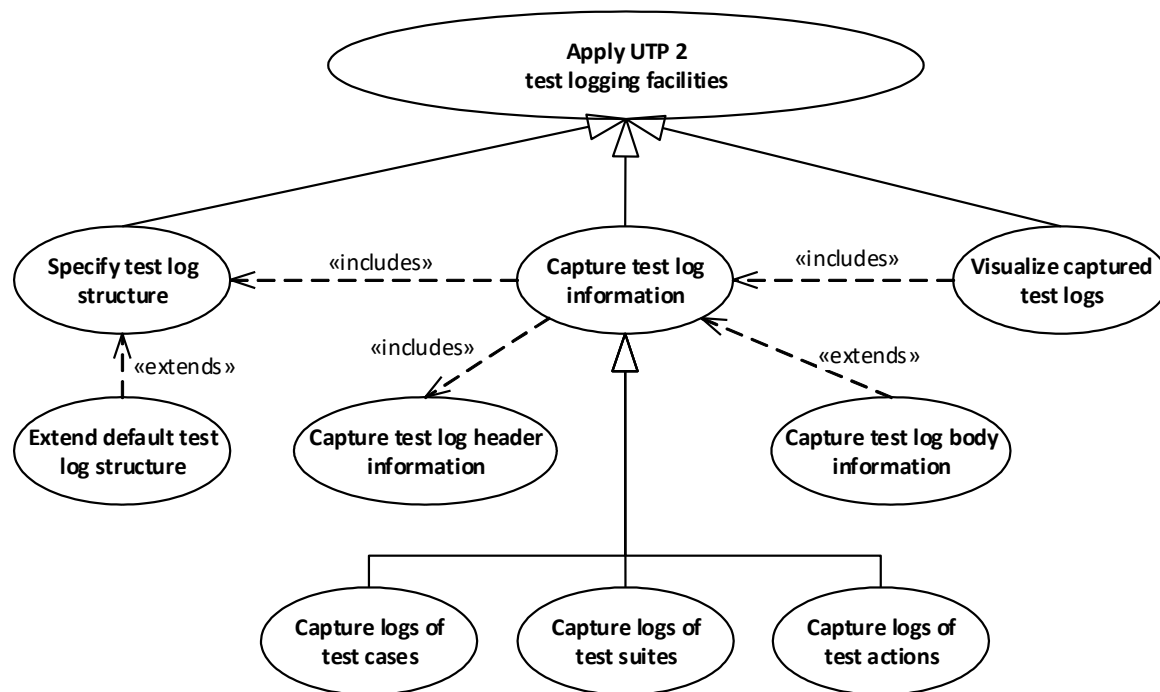 Apply UTP 2
test logging facilities
Specify test log
structure
«includes»
Capture test log
information
«includes»
Visualize captured
test logs
«extends»
«includes»
«extends»
Extend default test
log structure
Capture test log header
information
Capture test log body
information
Capture logs of
test cases
Capture logs of
test suites
Capture logs of
test actions